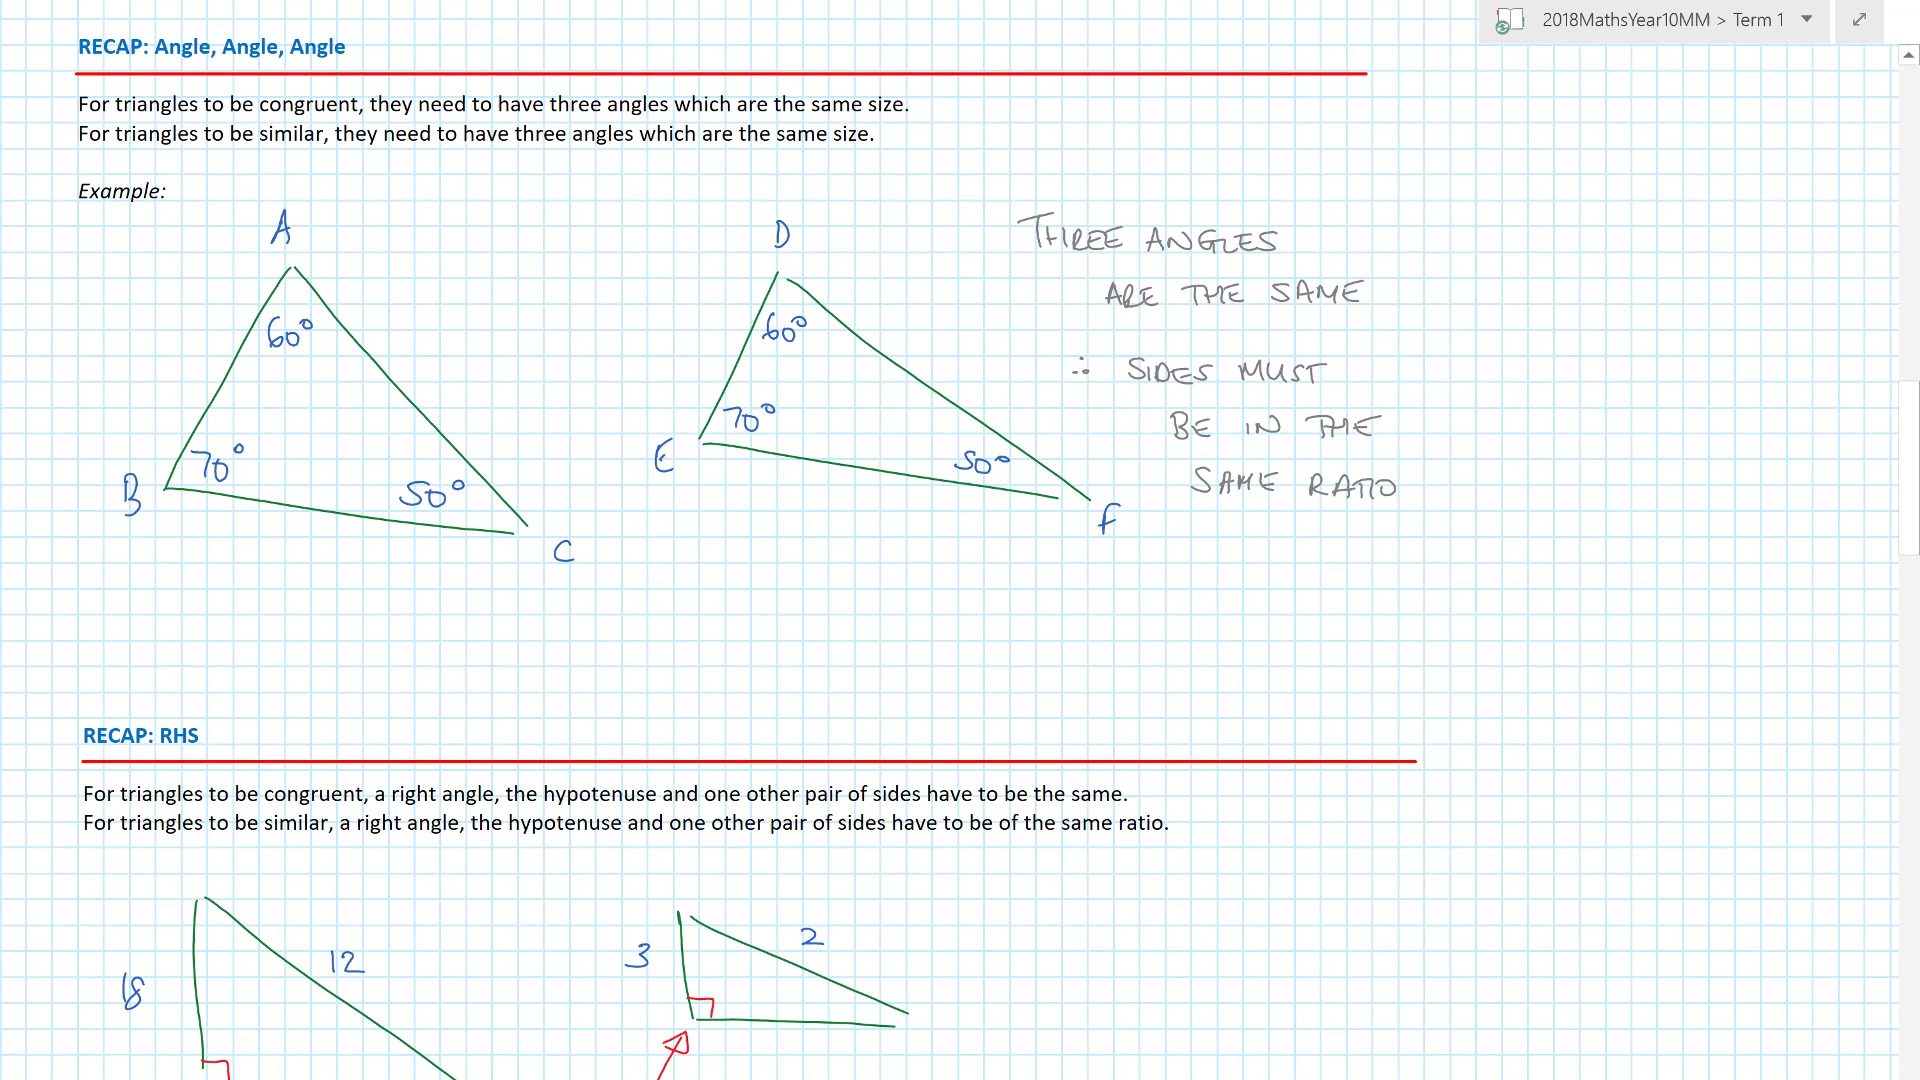 2018MathsYear10MM > Term 1
RECAP: Angle, Angle, Angle
For triangles to be congruent, they need to have three angles which are the same size.
For triangles to be similar, they need to have three angles which are the same size.
Example:
A
60°
70°
B
50°
C
D
60°
70°
E
50°
F
THREE ANGLES
ARE THE SAME
∴ SIDES MUST
BE IN THE
SAME RATIO
RECAP: RHS
For triangles to be congruent, a right angle, the hypotenuse and one other pair of sides have to be the same.
For triangles to be similar, a right angle, the hypotenuse and one other pair of sides have to be of the same ratio.
18
12
3
2